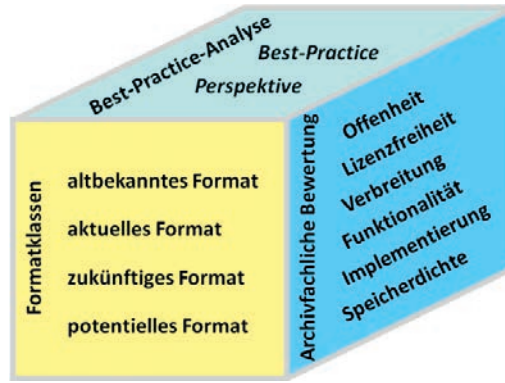 Best-Practice-Analyse
Best-Practice
Perspektive
Formatklassen
altbekanntes Format
aktuelles Format
zukünftiges Format
potentielles Format
Archivfachliche Bewertung
Offenheit
Lizenzfreiheit
Verbreitung
Funktionalität
Implementierung
Speicherdichte